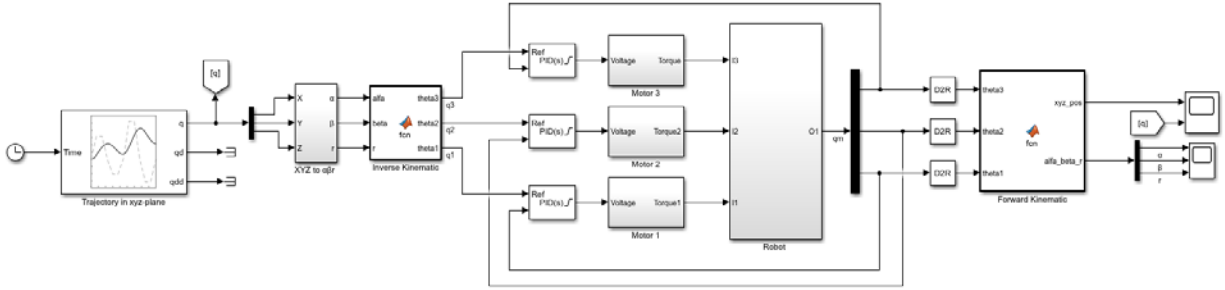 [q]
Time
q
qd
qdd
Trajectory in xyz-plane
X
Y
Z
α
β
r
XYZ to αβr
alfa
beta
r
fcn
theta3
theta2
theta1
Inverse Kinematic
q3
q2
q1
Ref
PID(s)
Ref
PID(s)
Ref
PID(s)
Voltage
Torque
Motor 3
Voltage
Torque2
Motor 2
Voltage
Torque1
Motor 1
I3
I2
I1
O1
Robot
qm
D2R
D2R
D2R
theta3
theta2
theta1
fcn
xyz_pos
alfa_beta_r
Forward Kinematic
[q]
α
β
r